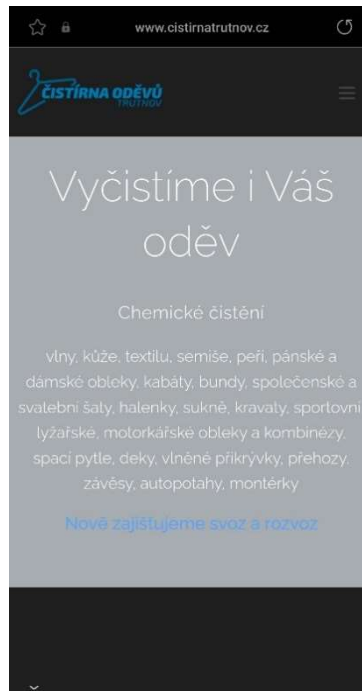 www.cistirnatrutnov.cz
ČISTÍRNA ODĚVŮ
TRUTNOV
Vyčistíme i Váš
oděv
Chemické čistění
vlny, kůže, textilu, semiše, peří, pánské a
dámské obleky, kabáty, bundy, společenské a
svatební šaty, halenky, sukně, kravaty, sportovní
lyžařské, motorkářské obleky a kombinézy,
spací pytle, deky, vlněné přikrývky, přehozy,
závěsy, autopotahy, montérky
Nově zajišťujeme svoz a rozvoz